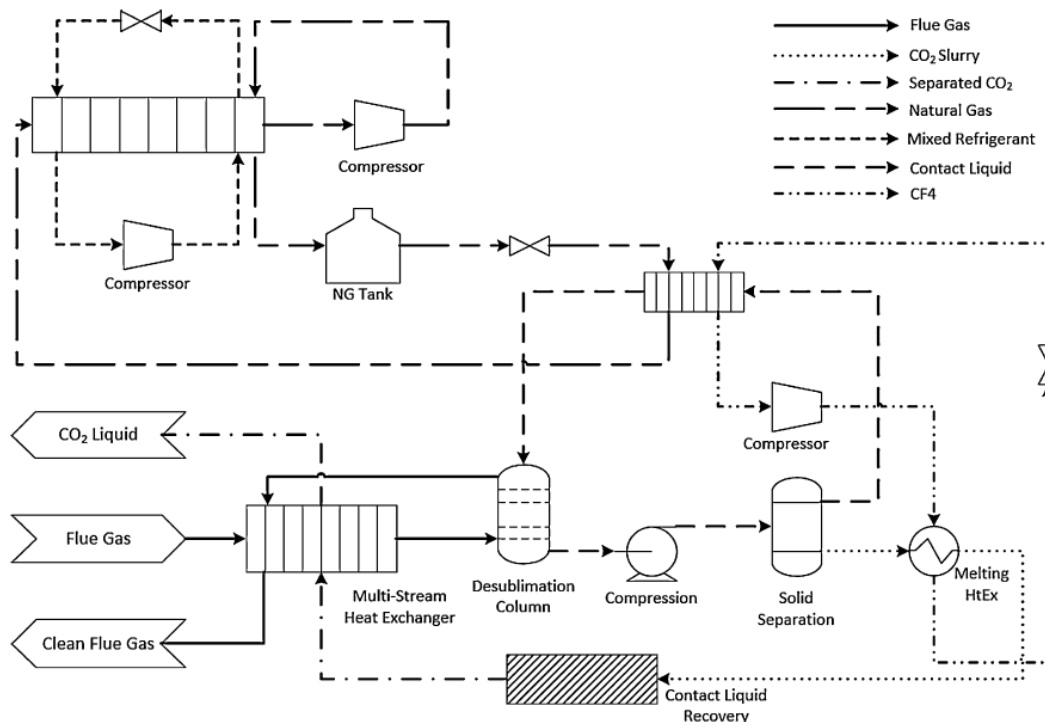 Flue Gas
CO₂ Slurry
Separated CO₂
Natural Gas
Mixed Refrigerant
Contact Liquid
CF4
Compressor
Compressor
NG Tank
Compressor
CO₂ Liquid
Flue Gas
Clean Flue Gas
Multi-Stream
Heat Exchanger
Desublimation
Column
Compression
Solid
Separation
Melting
HtEx
Contact Liquid
Recovery